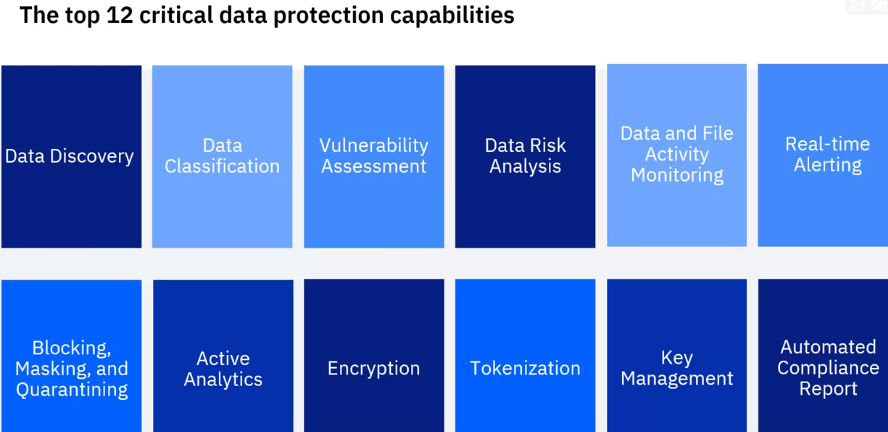 The top 12 critical data protection capabilities
Sh
Data Discovery
Data
Classification
Vulnerability
Assessment
Data Risk
Analysis
Data and File
Activity
Monitoring
Real-time
Alerting
Blocking,
Masking, and
Quarantining
Active
Analytics
Encryption
Tokenization
Key
Management
Automated
Compliance
Report